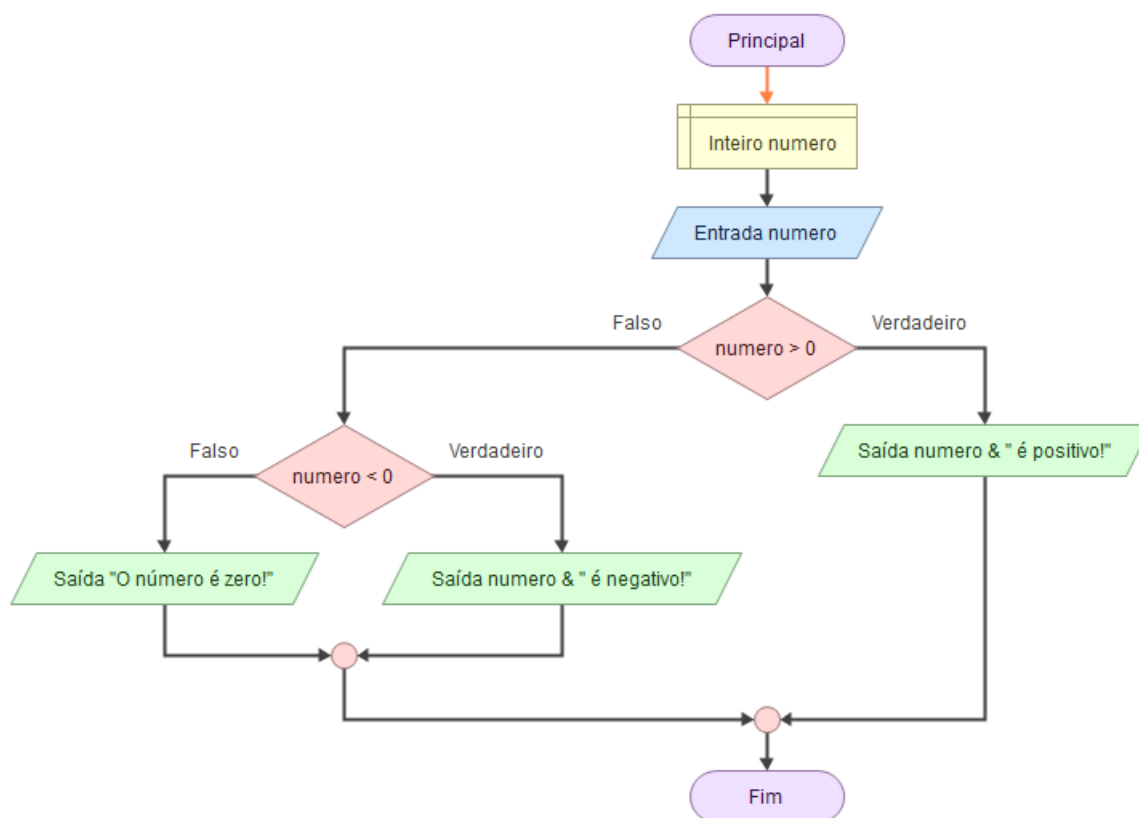 Principal
Inteiro numero
Entrada numero
Falso
Verdadeiro
numero > 0
Falso
Verdadeiro
Saída numero & " é positivo!"
numero < 0
Saída "O número é zero!"
Saída numero & " é negativo!"
Fim